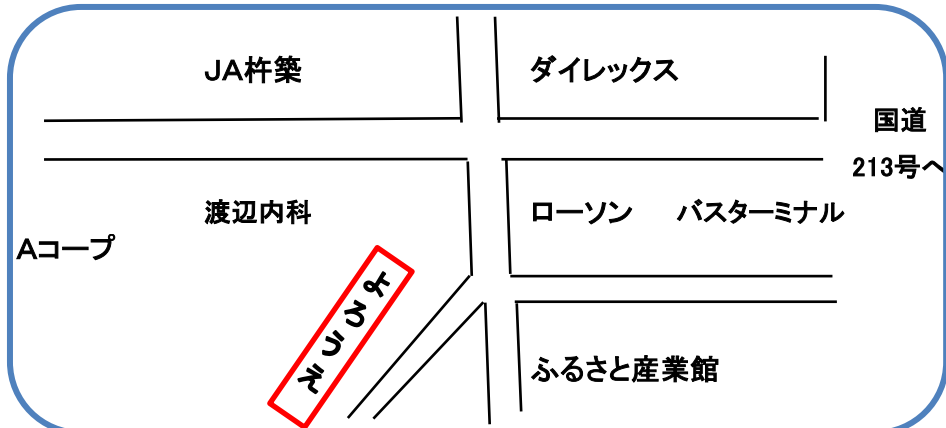 JA杵築
ダイレックス
国道
213号へ
渡辺内科
ローソン
バスターミナル
Aコープ
よろうえ
ふるさと産業館